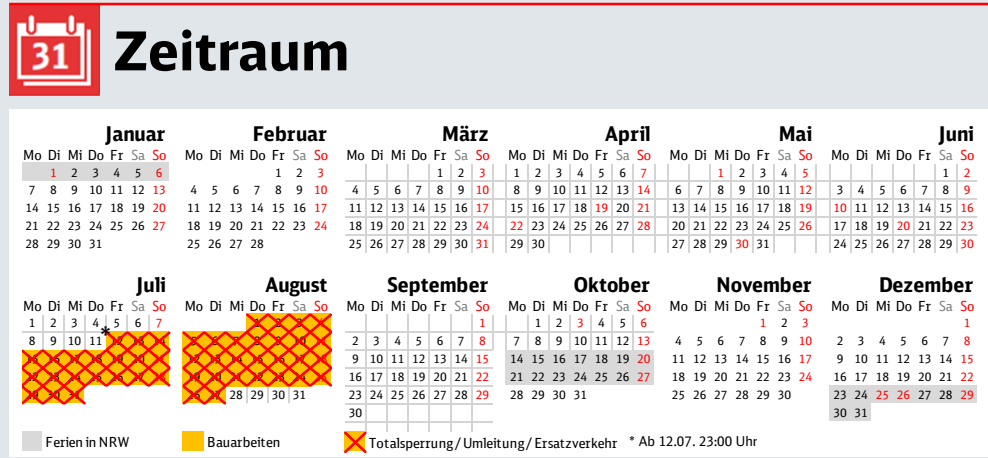 31
Zeitraum
Januar
Mo Di Mi Do Fr Sa So
1 2 3 4 5 6
7 8 9 10 11 12 13
14 15 16 17 18 19 20
21 22 23 24 25 26 27
28 29 30 31
Februar
Mo Di Mi Do Fr Sa So
1 2 3
4 5 6 7 8 9 10
11 12 13 14 15 16 17
18 19 20 21 22 23 24
25 26 27 28
März
Mo Di Mi Do Fr Sa So
1 2 3
4 5 6 7 8 9 10
11 12 13 14 15 16 17
18 19 20 21 22 23 24
25 26 27 28 29 30 31
April
Mo Di Mi Do Fr Sa So
1 2 3 4 5 6 7
8 9 10 11 12 13 14
15 16 17 18 19 20 21
22 23 24 25 26 27 28
29 30
Mai
Mo Di Mi Do Fr Sa So
1 2 3 4 5
6 7 8 9 10 11 12
13 14 15 16 17 18 19
20 21 22 23 24 25 26
27 28 29 30 31
Juni
Mo Di Mi Do Fr Sa So
1 2
3 4 5 6 7 8 9
10 11 12 13 14 15 16
17 18 19 20 21 22 23
24 25 26 27 28 29 30
Juli
Mo Di Mi Do Fr Sa So
1 2 3 4 5 6 7
8 9 10 11 * 12 13 14
15 16 17 18 19 20 21
22 23 24 25 26 27 28
29 30 31
August
Mo Di Mi Do Fr Sa So
1 2 3 4
5 6 7 8 9 10 11
12 13 14 15 16 17 18
19 20 21 22 23 24 25
26 27 28 29 30 31
September
Mo Di Mi Do Fr Sa So
1
2 3 4 5 6 7 8
9 10 11 12 13 14 15
16 17 18 19 20 21 22
23 24 25 26 27 28 29
30
Oktober
Mo Di Mi Do Fr Sa So
1 2 3 4 5 6
7 8 9 10 11 12 13
14 15 16 17 18 19 20
21 22 23 24 25 26 27
28 29 30 31
November
Mo Di Mi Do Fr Sa So
1 2 3
4 5 6 7 8 9 10
11 12 13 14 15 16 17
18 19 20 21 22 23 24
25 26 27 28 29 30
Dezember
Mo Di Mi Do Fr Sa So
1
2 3 4 5 6 7 8
9 10 11 12 13 14 15
16 17 18 19 20 21 22
23 24 25 26 27 28 29
30 31
Ferien in NRW
Bauarbeiten
Totalsperrung/ Umleitung/ Ersatzverkehr
* Ab 12.07. 23:00 Uhr